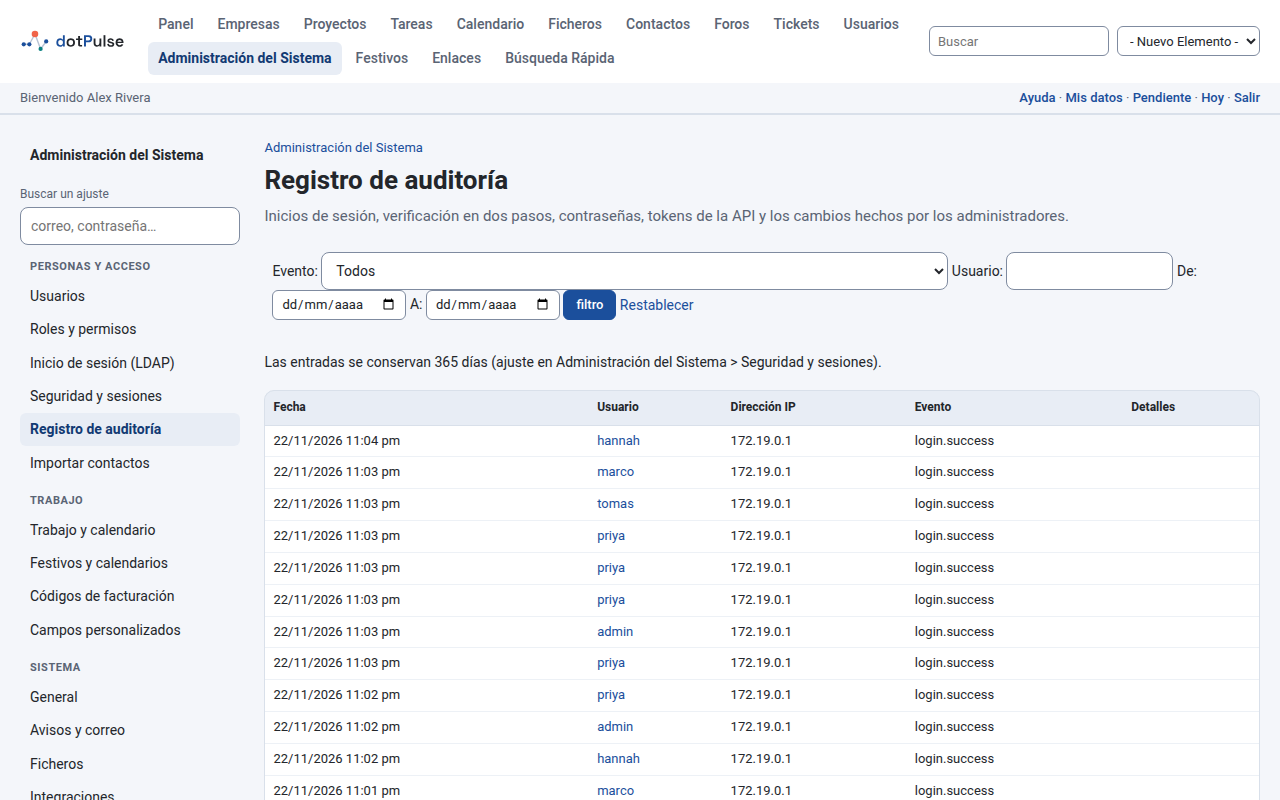 dotPulse
Panel Empresas Proyectos Tareas Calendario Ficheros Contactos Foros Tickets Usuarios
Administración del Sistema Festivos Enlaces Búsqueda Rápida
Buscar
- Nuevo Elemento -
Bienvenido Alex Rivera
Ayuda · Mis datos · Pendiente · Hoy · Salir
Administración del Sistema
Buscar un ajuste
correo, contraseña…
PERSONAS Y ACCESO
Usuarios
Roles y permisos
Inicio de sesión (LDAP)
Seguridad y sesiones
Registro de auditoría
Importar contactos
TRABAJO
Trabajo y calendario
Festivos y calendarios
Códigos de facturación
Campos personalizados
SISTEMA
General
Avisos y correo
Ficheros
Integraciones
Administración del Sistema
Registro de auditoría
Inicios de sesión, verificación en dos pasos, contraseñas, tokens de la API y los cambios hechos por los administradores.
Evento: Todos Usuario: De:
dd/mm/aaaa A: dd/mm/aaaa filtro Restablecer
Las entradas se conservan 365 días (ajuste en Administración del Sistema > Seguridad y sesiones).
Fecha Usuario Dirección IP Evento Detalles
22/11/2026 11:04 pm hannah 172.19.0.1 login.success
22/11/2026 11:03 pm marco 172.19.0.1 login.success
22/11/2026 11:03 pm tomas 172.19.0.1 login.success
22/11/2026 11:03 pm priya 172.19.0.1 login.success
22/11/2026 11:03 pm priya 172.19.0.1 login.success
22/11/2026 11:03 pm priya 172.19.0.1 login.success
22/11/2026 11:03 pm admin 172.19.0.1 login.success
22/11/2026 11:03 pm priya 172.19.0.1 login.success
22/11/2026 11:02 pm priya 172.19.0.1 login.success
22/11/2026 11:02 pm admin 172.19.0.1 login.success
22/11/2026 11:02 pm hannah 172.19.0.1 login.success
22/11/2026 11:01 pm marco 172.19.0.1 login.success